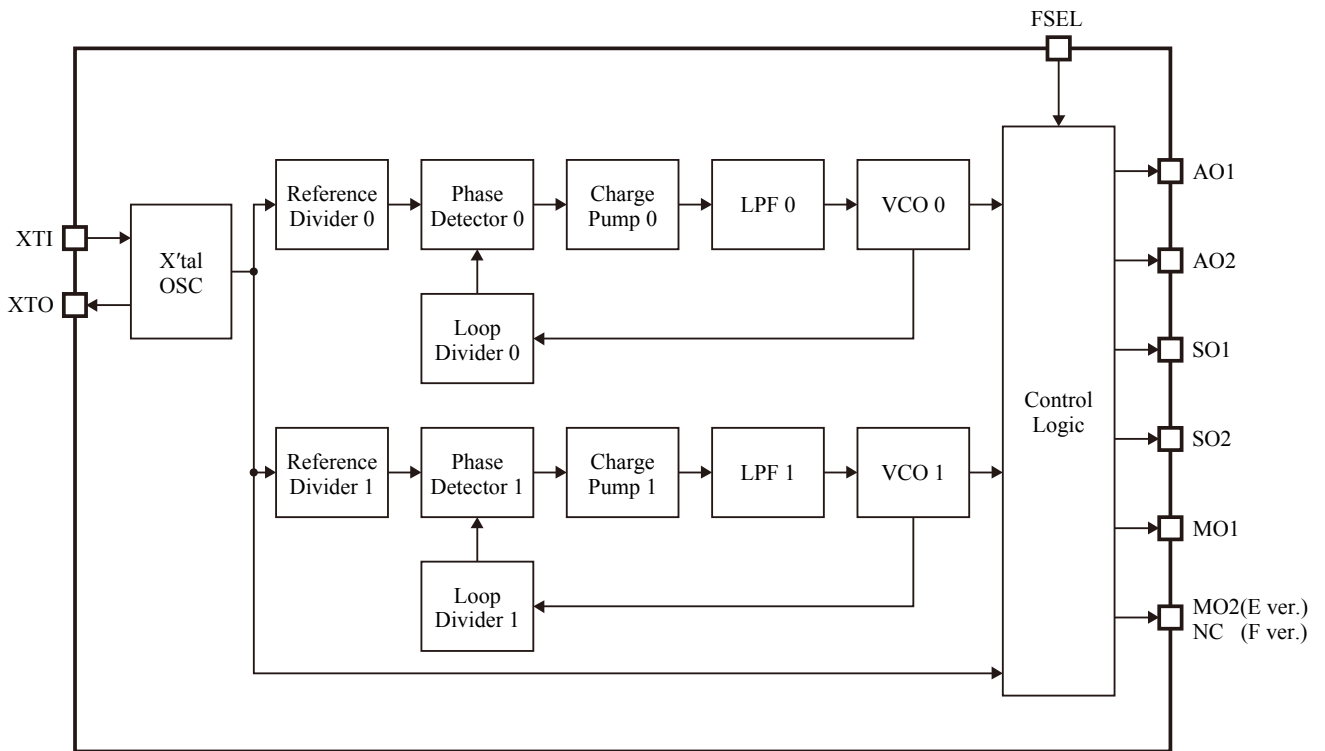 FSEL
Reference
Divider 0
Phase
Detector 0
Charge
Pump 0
LPF 0
VCO 0
AO1
XTI
X'tal
OSC
AO2
XTO
Loop
Divider 0
SO1
Control
Logic
SO2
Reference
Divider 1
Phase
Detector 1
Charge
Pump 1
LPF 1
VCO 1
MO1
Loop
Divider 1
MO2(E ver.)
NC (F ver.)